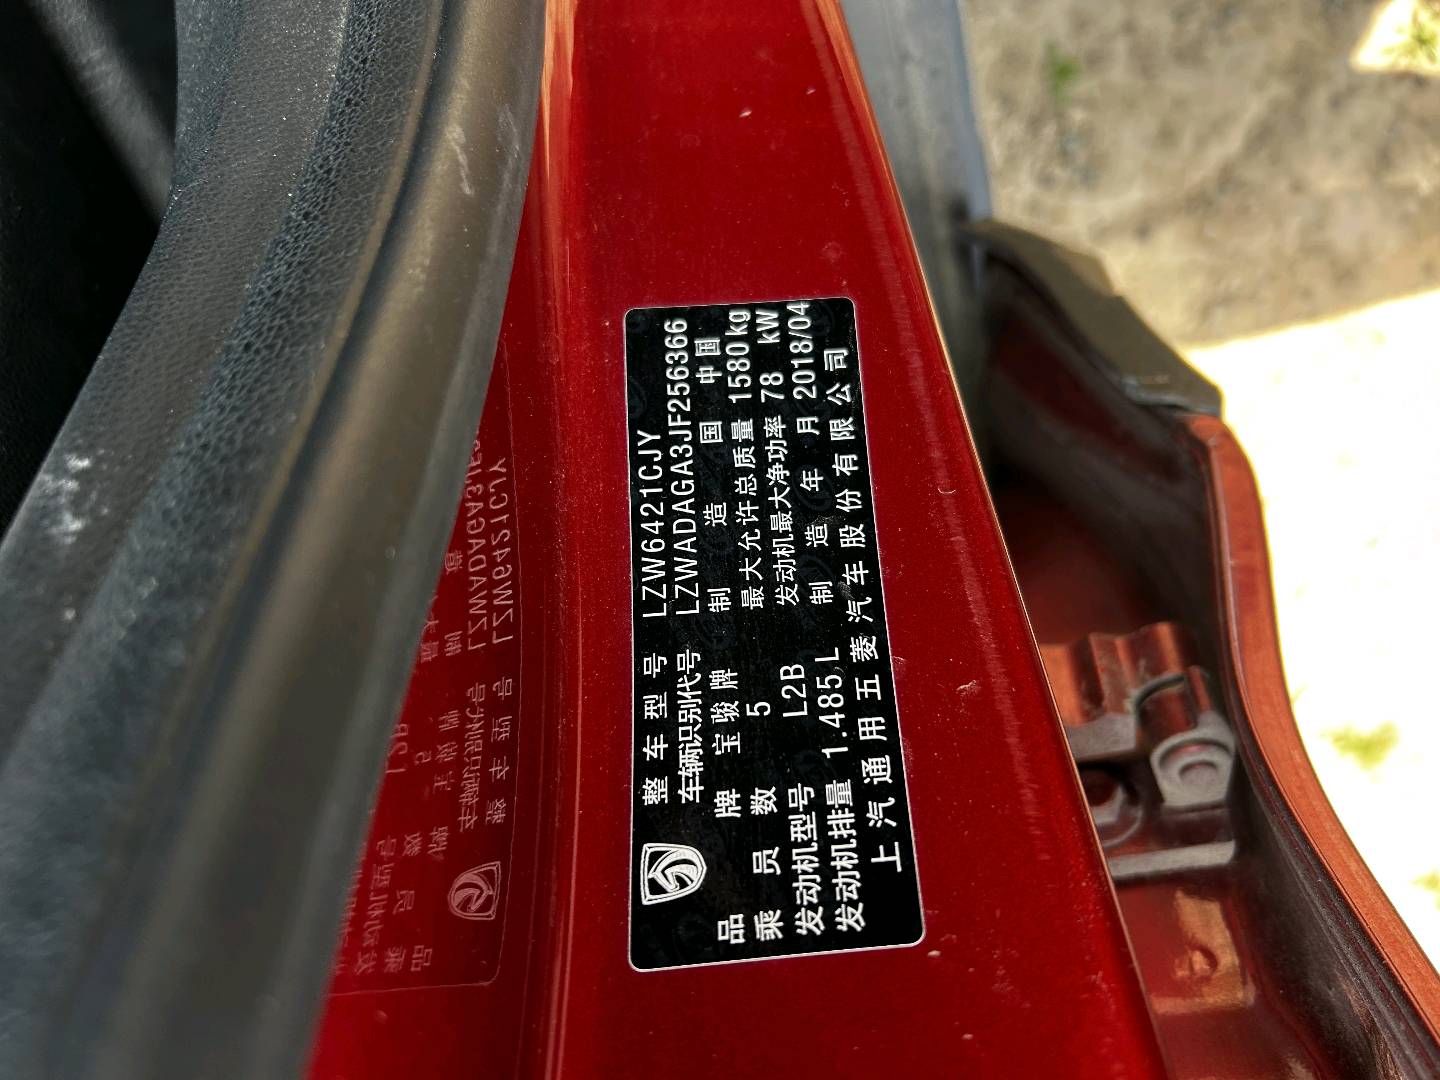 整车型号 LZW6421CJY
车辆识别代号 LZWADAGA3JF256366
品牌 宝骏牌 制造国 中国
乘员数 5 最大允许总质量 1580kg
发动机型号 L2B 发动机最大净功率 78 kW
发动机排量 1.485 L 制造年月 2018/04
上汽通用五菱汽车股份有限公司